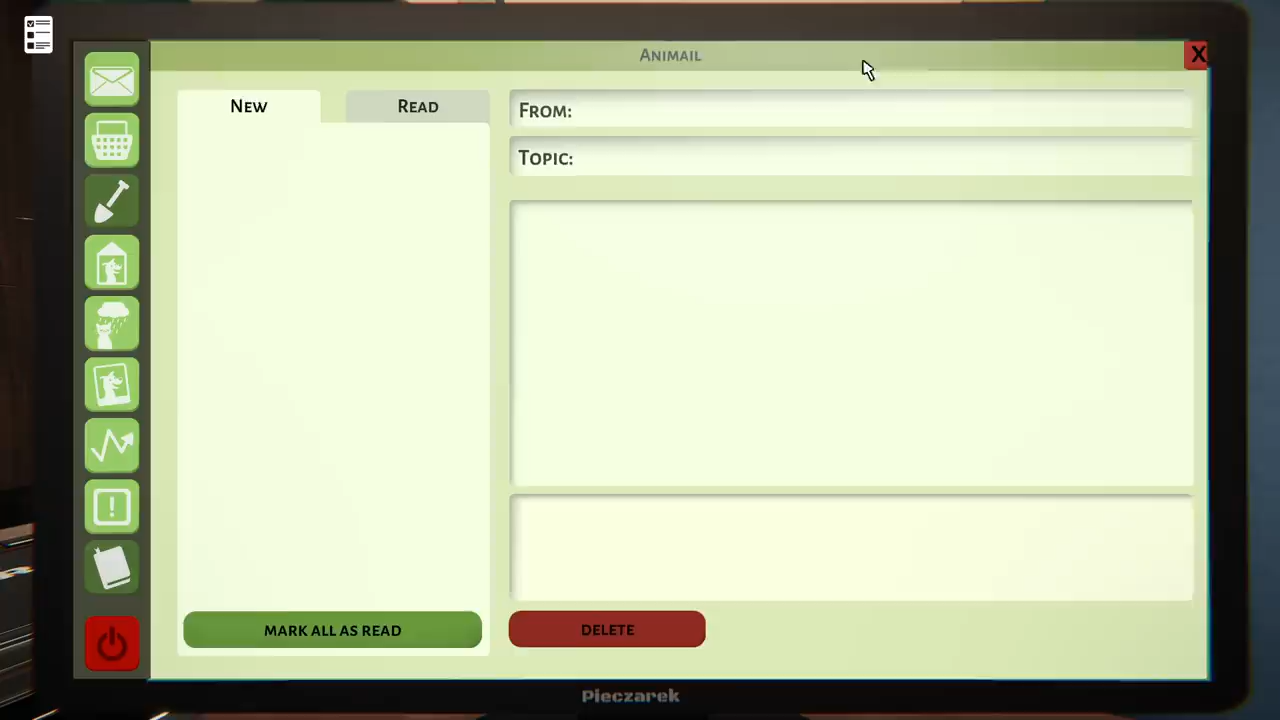 Animail
X
New
Read
From:
Topic:
!
Mark all as read
Delete
Pieczarek